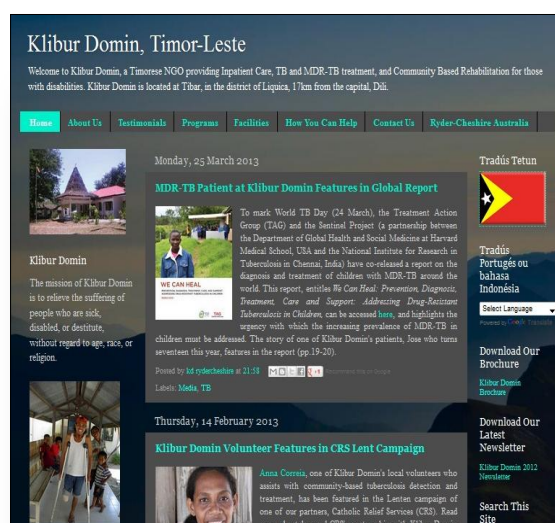 Klibur Domin, Timor-Leste
Welcome to Klibur Domin, a Timorese NGO providing Inpatient Care, TB and MDR-TB treatment, and Community Based Rehabilitation for those
with disabilities. Klibur Domin is located at Tibar, in the district of Liquica, 17km from the capital, Dili.
Home About Us Testimonials Programs Facilities How You Can Help Contact Us Ryder-Cheshire Australia
Klibur Domin
The mission of Klibur Domin
is to relieve the suffering of
people who are sick,
disabled, or destitute,
without regard to age, race, or
religion.
Monday, 25 March 2013
MDR-TB Patient at Klibur Domin Features in Global Report
WE CAN HEAL
To mark World TB Day (24 March), the Treatment Action
Group (TAG) and the Sentinel Project (a partnership between
the Department of Global Health and Social Medicine at Harvard
Medical School, USA and the National Institute for Research in
Tuberculosis in Chennai, India) have co-released a report on the
diagnosis and treatment of children with MDR-TB around the
world. This report, entitles We Can Heal: Prevention, Diagnosis,
Treatment, Care and Support: Addressing Drug-Resistant
Tuberculosis in Children, can be accessed here, and highlights the
urgency with which the increasing prevalence of MDR-TB in
children must be addressed. The story of one of Klibur Domin's patients, Jose who turns
seventeen this year, features in the report (pp.19-20).
Posted by kd rydercheshire at 21:58
Labels: Media, TB
Thursday, 14 February 2013
Klibur Domin Volunteer Features in CRS Lent Campaign
Anna Correia, one of Klibur Domin's local volunteers who
assists with community-based tuberculosis detection and
treatment, has been featured in the Lenten campaign of
one of our partners, Catholic Relief Services (CRS). Read
Tradús Tetun
Tradús
Portugés ou
bahasa
Indonésia
Select Language
Powered by Google Translate
Download Our
Brochure
Klibur Domin
Brochure
Download Our
Latest
Newsletter
Klibur Domin 2012
Newsletter
Search This
Site